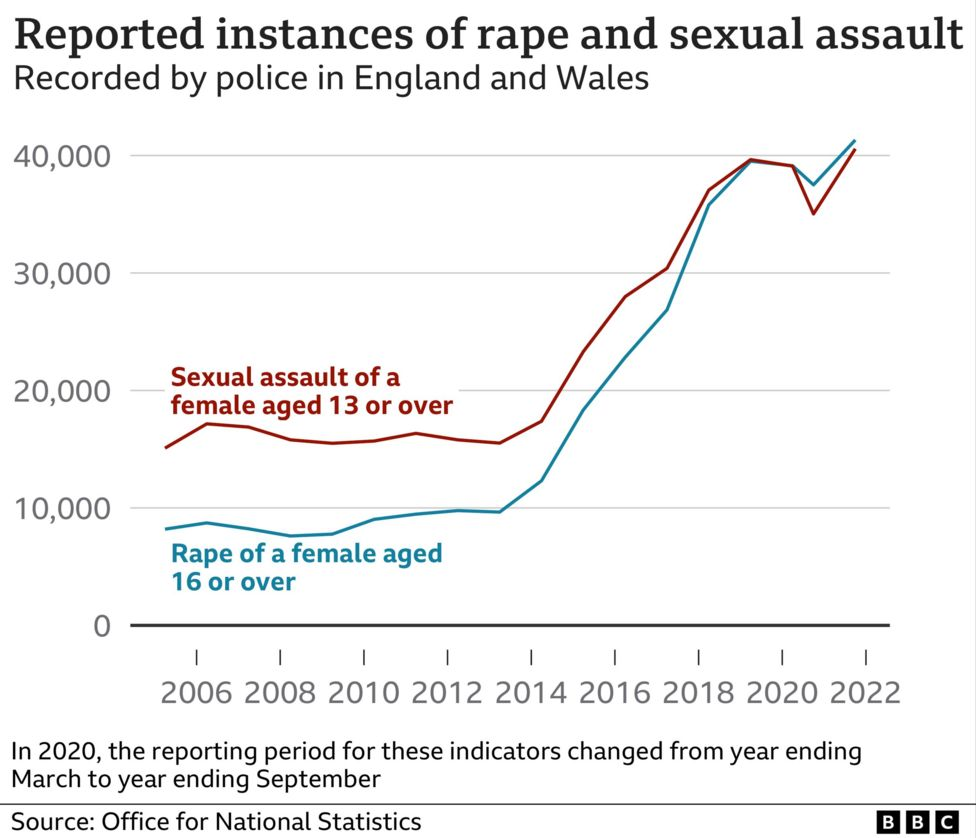 Reported instances of rape and sexual assault
Recorded by police in England and Wales
40,000
30,000
20,000
Sexual assault of a
female aged 13 or over
10,000
Rape of a female aged
16 or over
0
2006 2008 2010 2012 2014 2016 2018 2020 2022
In 2020, the reporting period for these indicators changed from year ending
March to year ending September
Source: Office for National Statistics
BBC